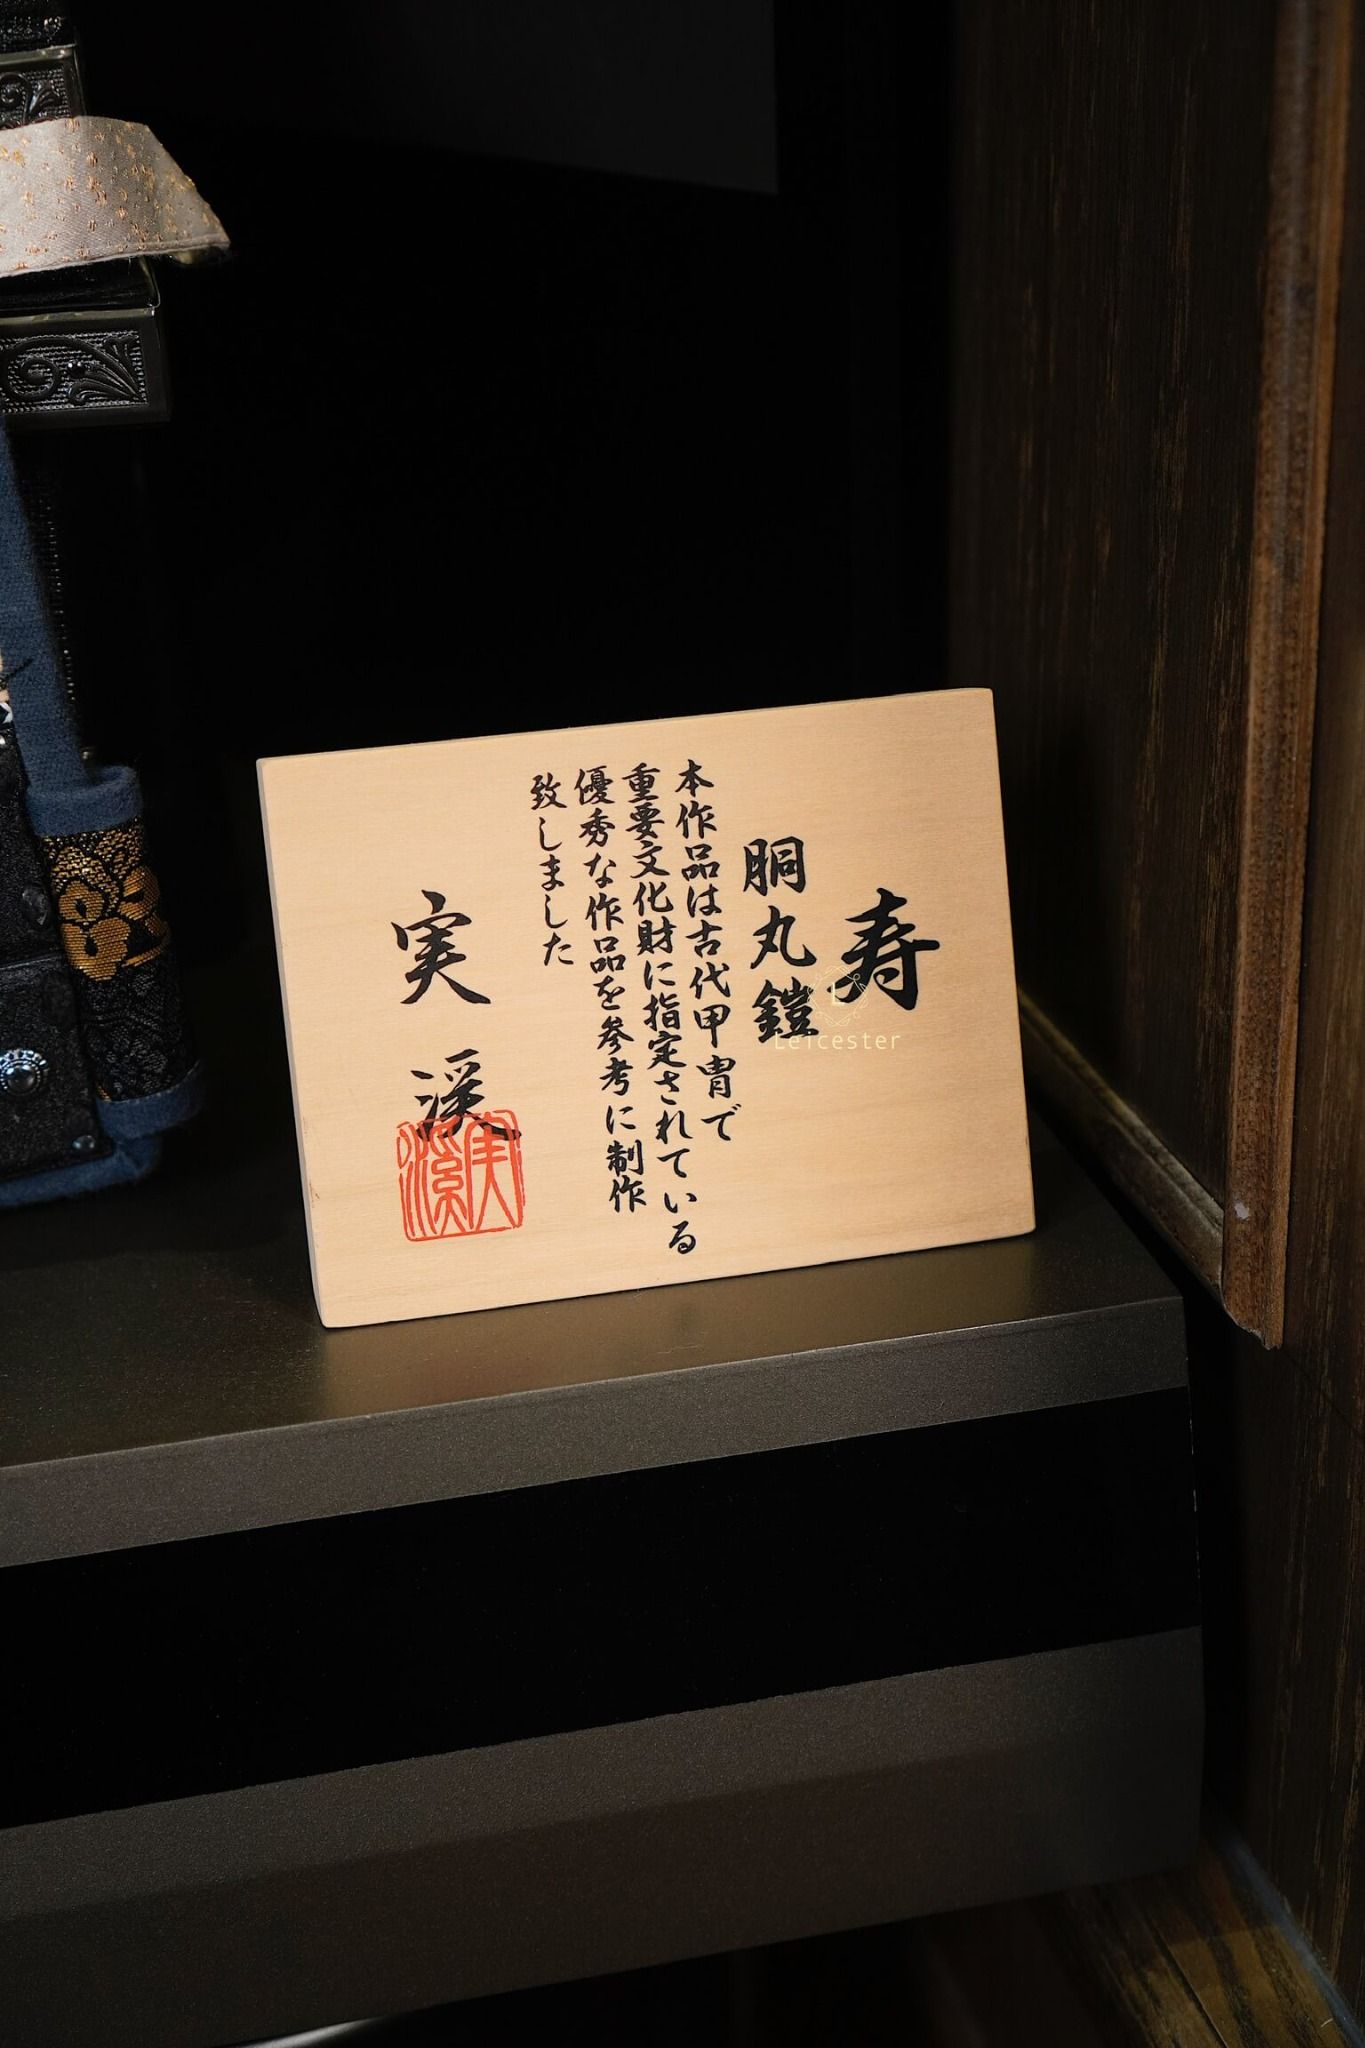 寿
胴丸鎧
本作品は古代甲冑で
重要文化財に指定されている
優秀な作品を参考に制作
致しました
実渓
実渓
Leicester